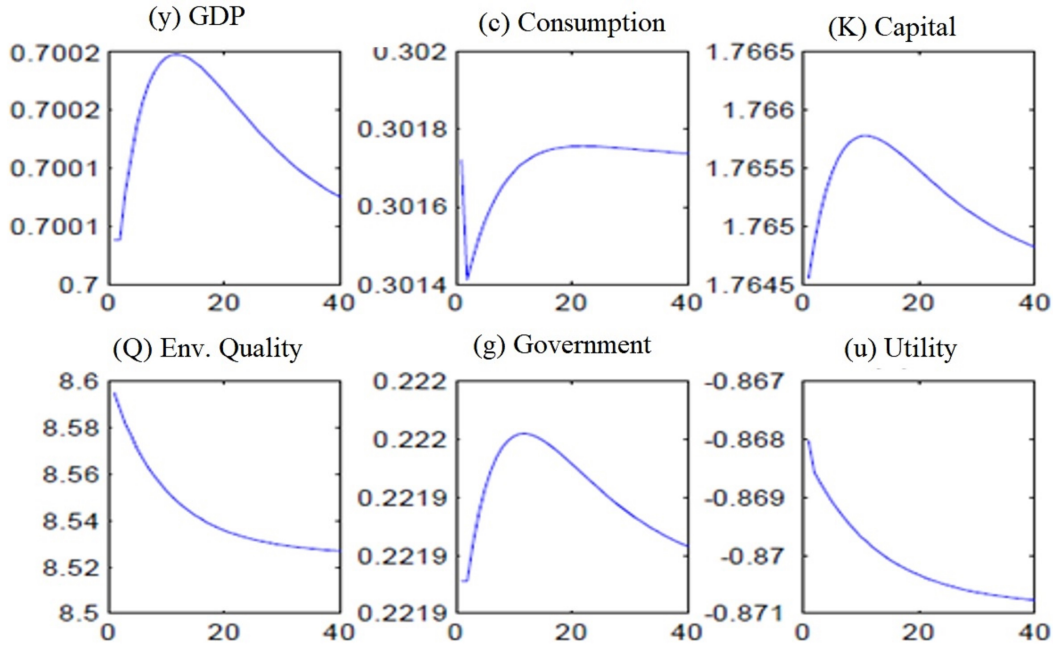 (y) GDP
(c) Consumption
(K) Capital
0.7002
0.7002
0.7001
0.7001
0.7
0 20 40
0.302
0.3018
0.3016
0.3014
0 20 40
1.7665
1.766
1.7655
1.765
1.7645
0 20 40
(Q) Env. Quality
(g) Government
(u) Utility
8.6
8.58
8.56
8.54
8.52
8.5
0 20 40
0.222
0.222
0.2219
0.2219
0.2219
0 20 40
-0.867
-0.868
-0.869
-0.87
-0.871
0 20 40